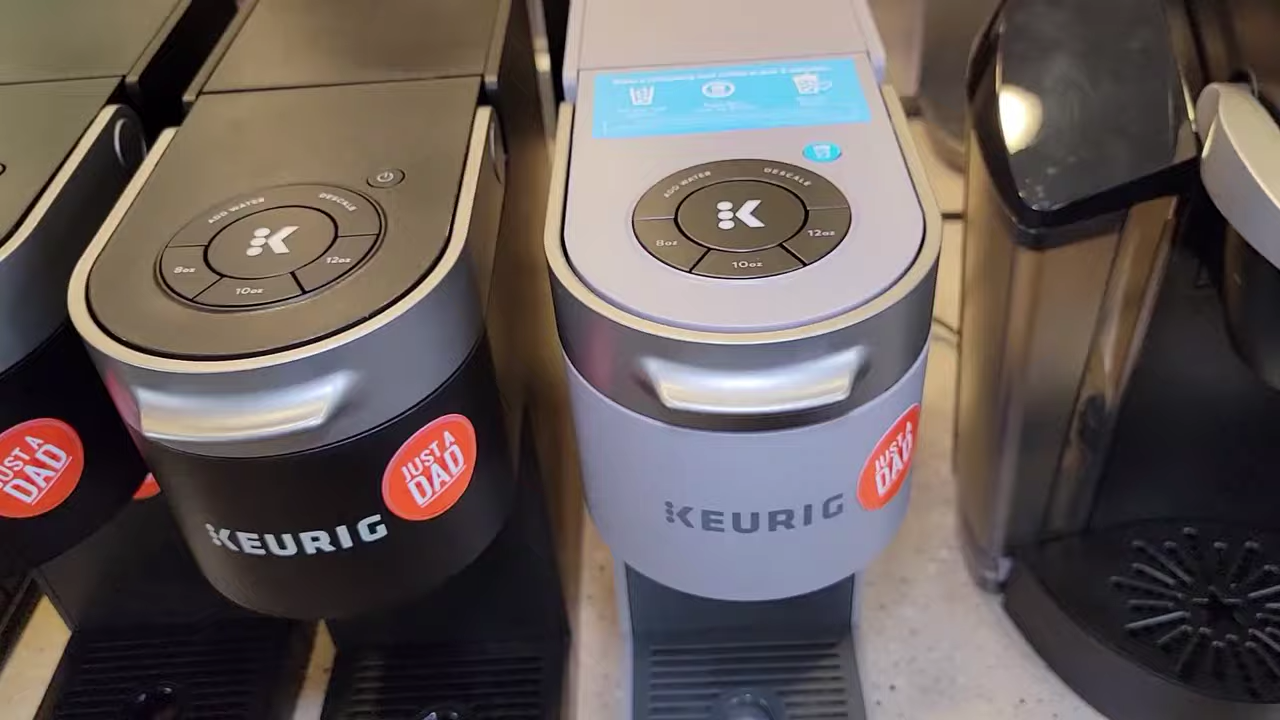 ADD WATER
DESCALE
8oz
10oz
12oz
JUST A
DAD
KEURIG
ADD WATER
DESCALE
8oz
10oz
12oz
JUST A
DAD
KEURIG
JUST A
DAD